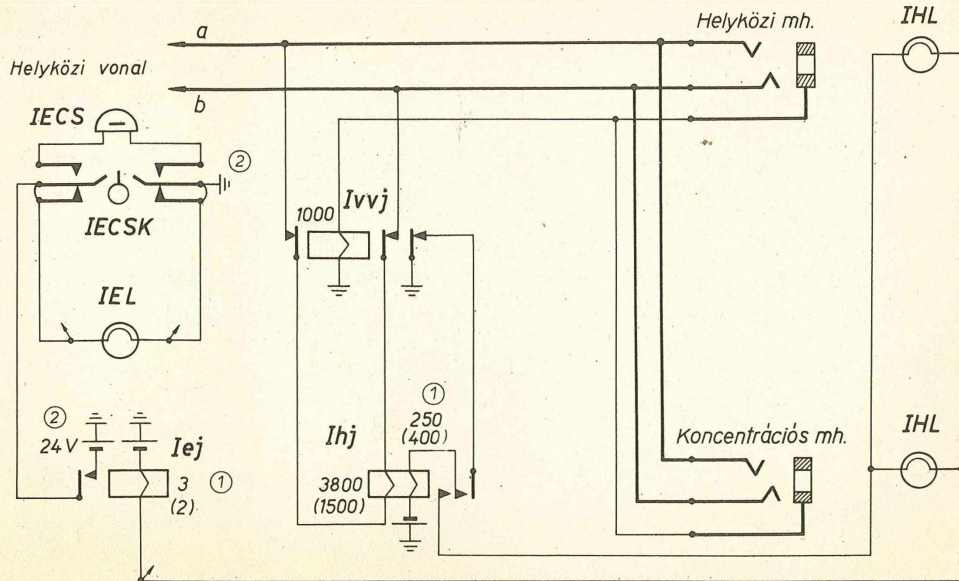 a
Helyközi mh.
IHL
Helyközi vonal
b
IECS
②
Ivvj
1000
IECSK
IEL
①
②
24 V
Iej
Ihj
250
(400)
Koncentrációs mh.
IHL
3
(2)
①
3800
(1500)